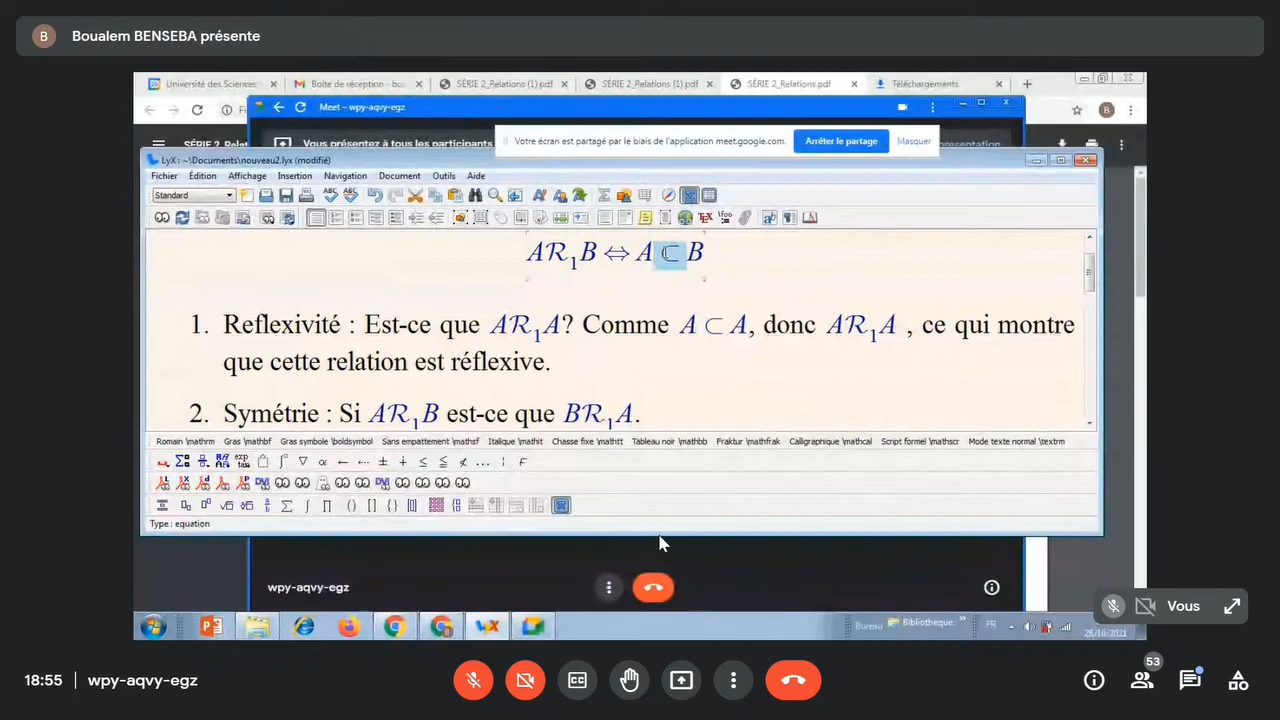 B Boualem BENSEBA présente
Université des Sciences
Boîte de réception – bou
SÉRIE 2_Relations (1).pdf
SÉRIE 2_Relations (1).pdf
SÉRIE 2_Relations.pdf
Téléchargements
Meet – wpy-aqvy-egz
SÉRIE 2_Rela
Vous présentez à tous les participants
Votre écran est partagé par le biais de l'application meet.google.com.
Arrêter le partage
Masquer
LyX : ~\Documents\nouveau2.lyx (modifié)
Fichier Édition Affichage Insertion Navigation Document Outils Aide
Standard
Aℛ₁B ⇔ A ⊂ B
1. Reflexivité : Est-ce que Aℛ₁A? Comme A ⊂ A, donc Aℛ₁A , ce qui montre
que cette relation est réflexive.
2. Symétrie : Si Aℛ₁B est-ce que Bℛ₁A.
Romain \mathrm Gras \mathbf Gras symbole \boldsymbol Sans empattement \mathsf Italique \mathit Chasse fixe \mathtt Tableau noir \mathbb Fraktur \mathfrak Calligraphique \mathcal Script formel \mathscr Mode texte normal \textrm
Type : equation
wpy-aqvy-egz
Vous
Bureau Bibliothèque: FR
28/10/2021
18:55 | wpy-aqvy-egz
53